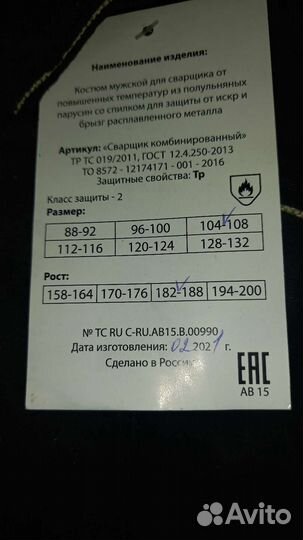 Наименование изделия:
Костюм мужской для сварщика от
повышенных температур из полульняных
парусин со спилком для защиты от искр и
брызг расплавленного металла
Артикул: «Сварщик комбинированный»
ТР ТС 019/2011, ГОСТ 12.4.250-2013
ТО 8572 - 12174171 - 001 - 2016
Защитные свойства: Тр
Класс защиты - 2
Размер:
88-92 96-100 104-108
112-116 120-124 128-132
Рост:
158-164 170-176 182-188 194-200
№ ТС RU C-RU.АВ15.В.00990
Дата изготовления: 02 2021 г.
Сделано в России
EAC
АВ 15
Avito